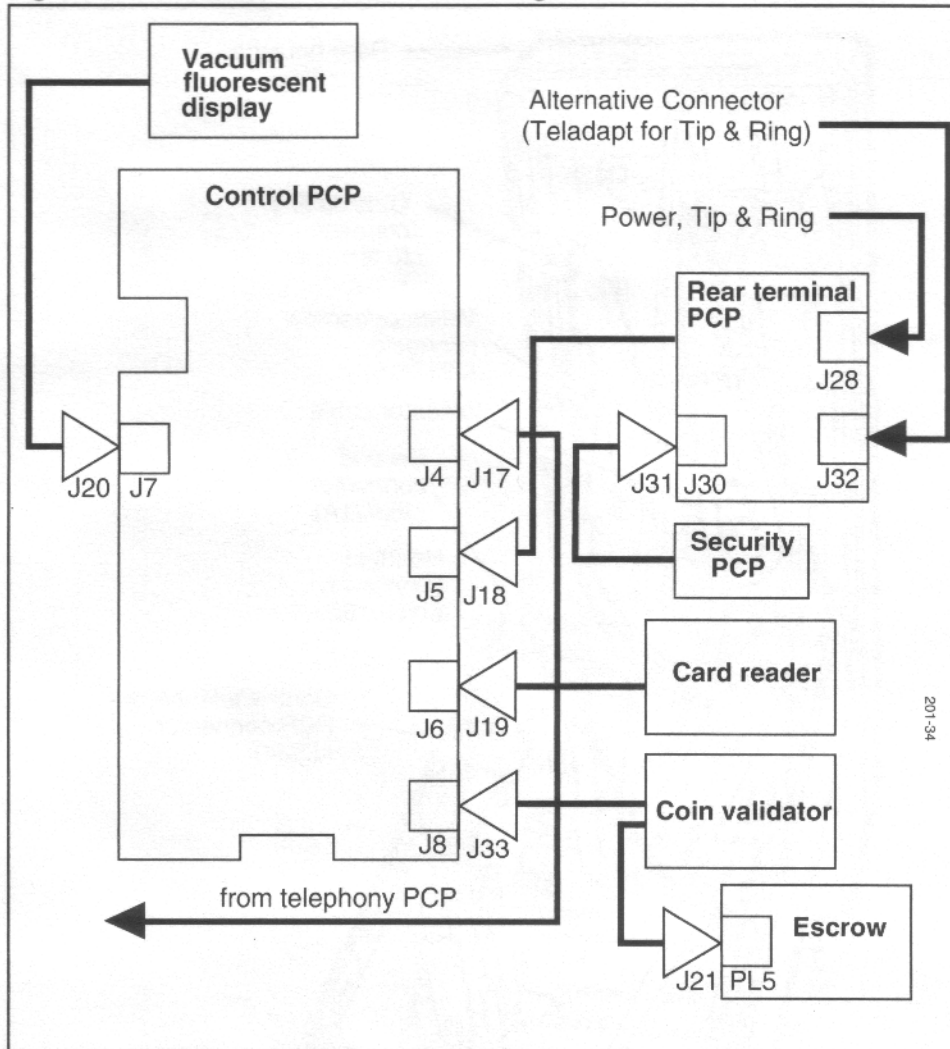 Vacuum
fluorescent
display
Alternative Connector
(Teladapt for Tip & Ring)
Control PCP
Power, Tip & Ring
Rear terminal
PCP
J28
J20
J7
J4
J17
J31
J30
J32
Security
PCP
J5
J18
Card reader
J6
J19
201-34
Coin validator
J8
J33
from telephony PCP
Escrow
J21
PL5